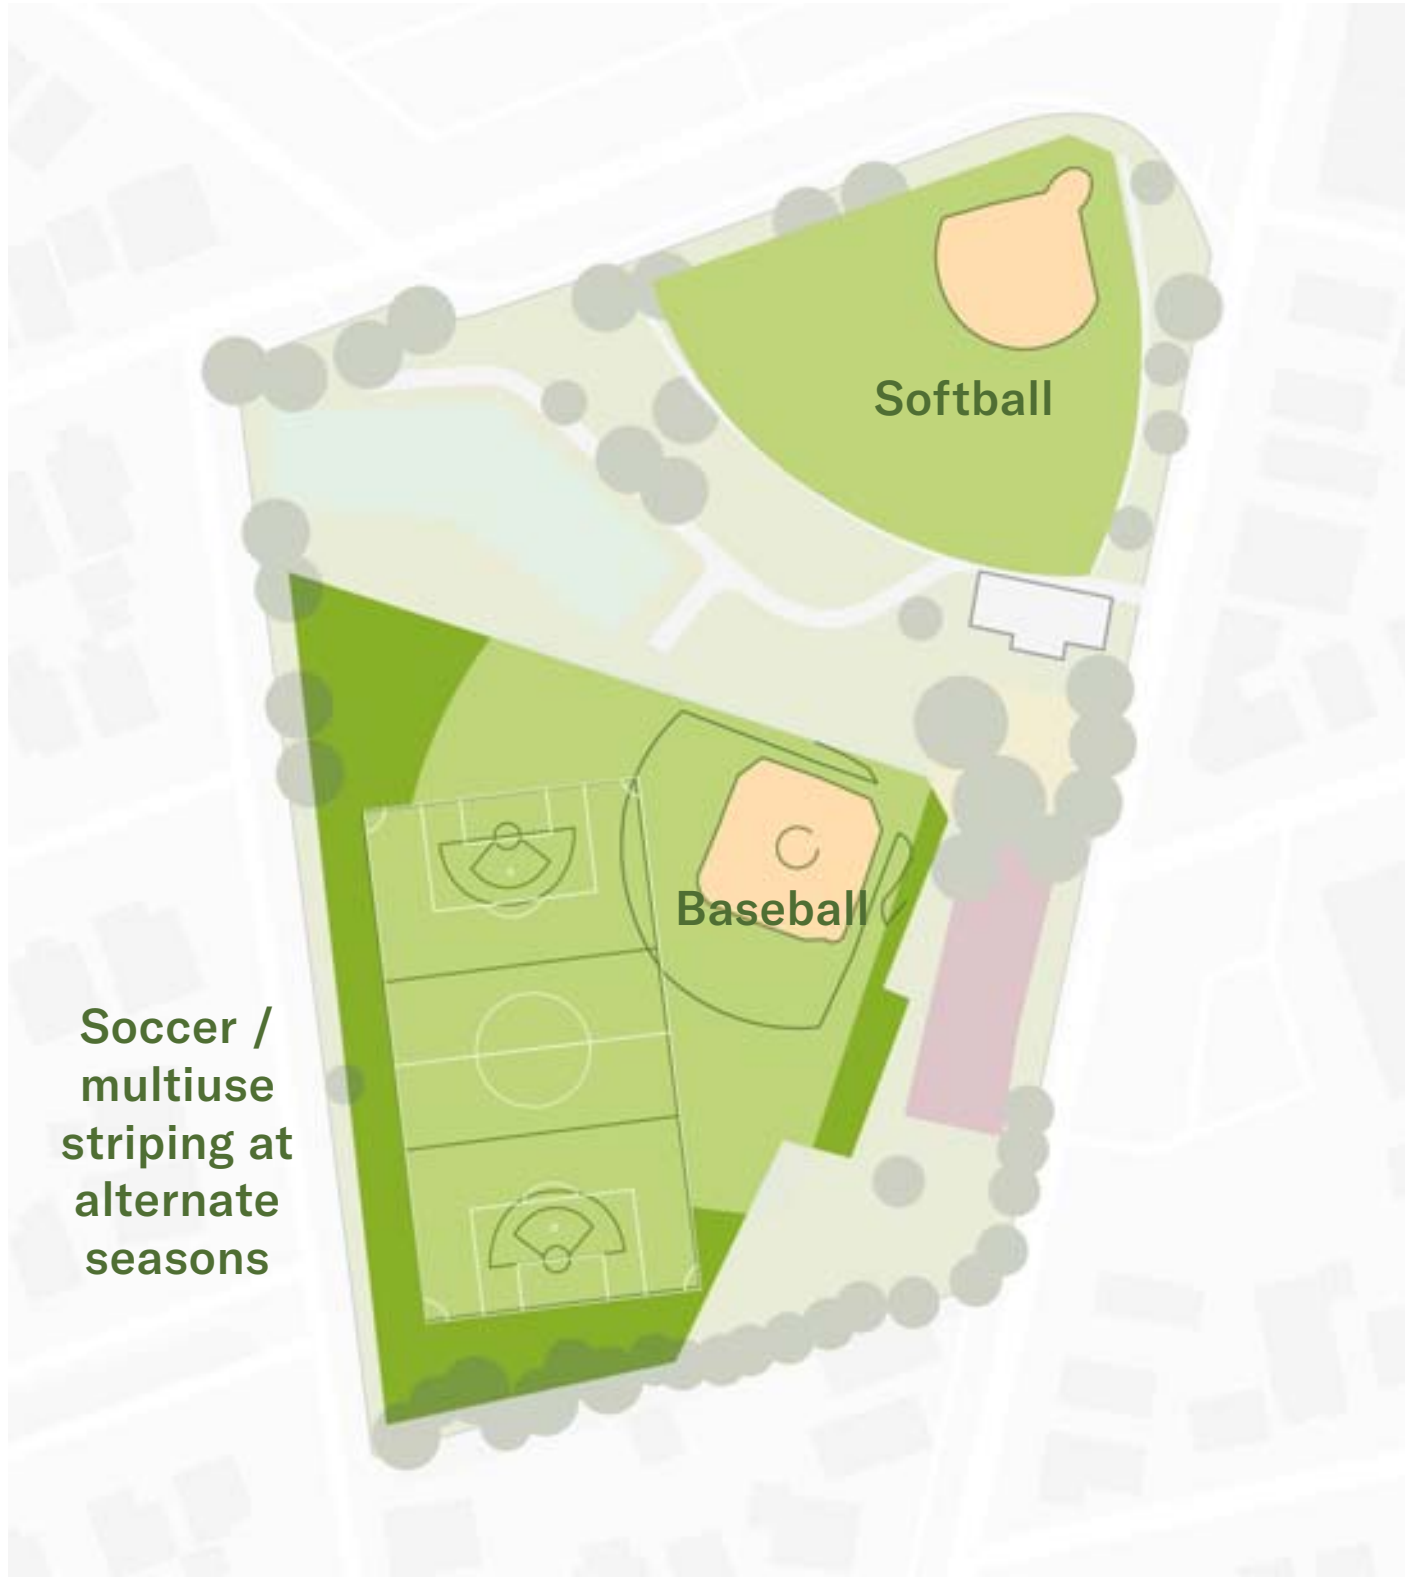 Softball
Baseball
Soccer /
multiuse
striping at
alternate
seasons